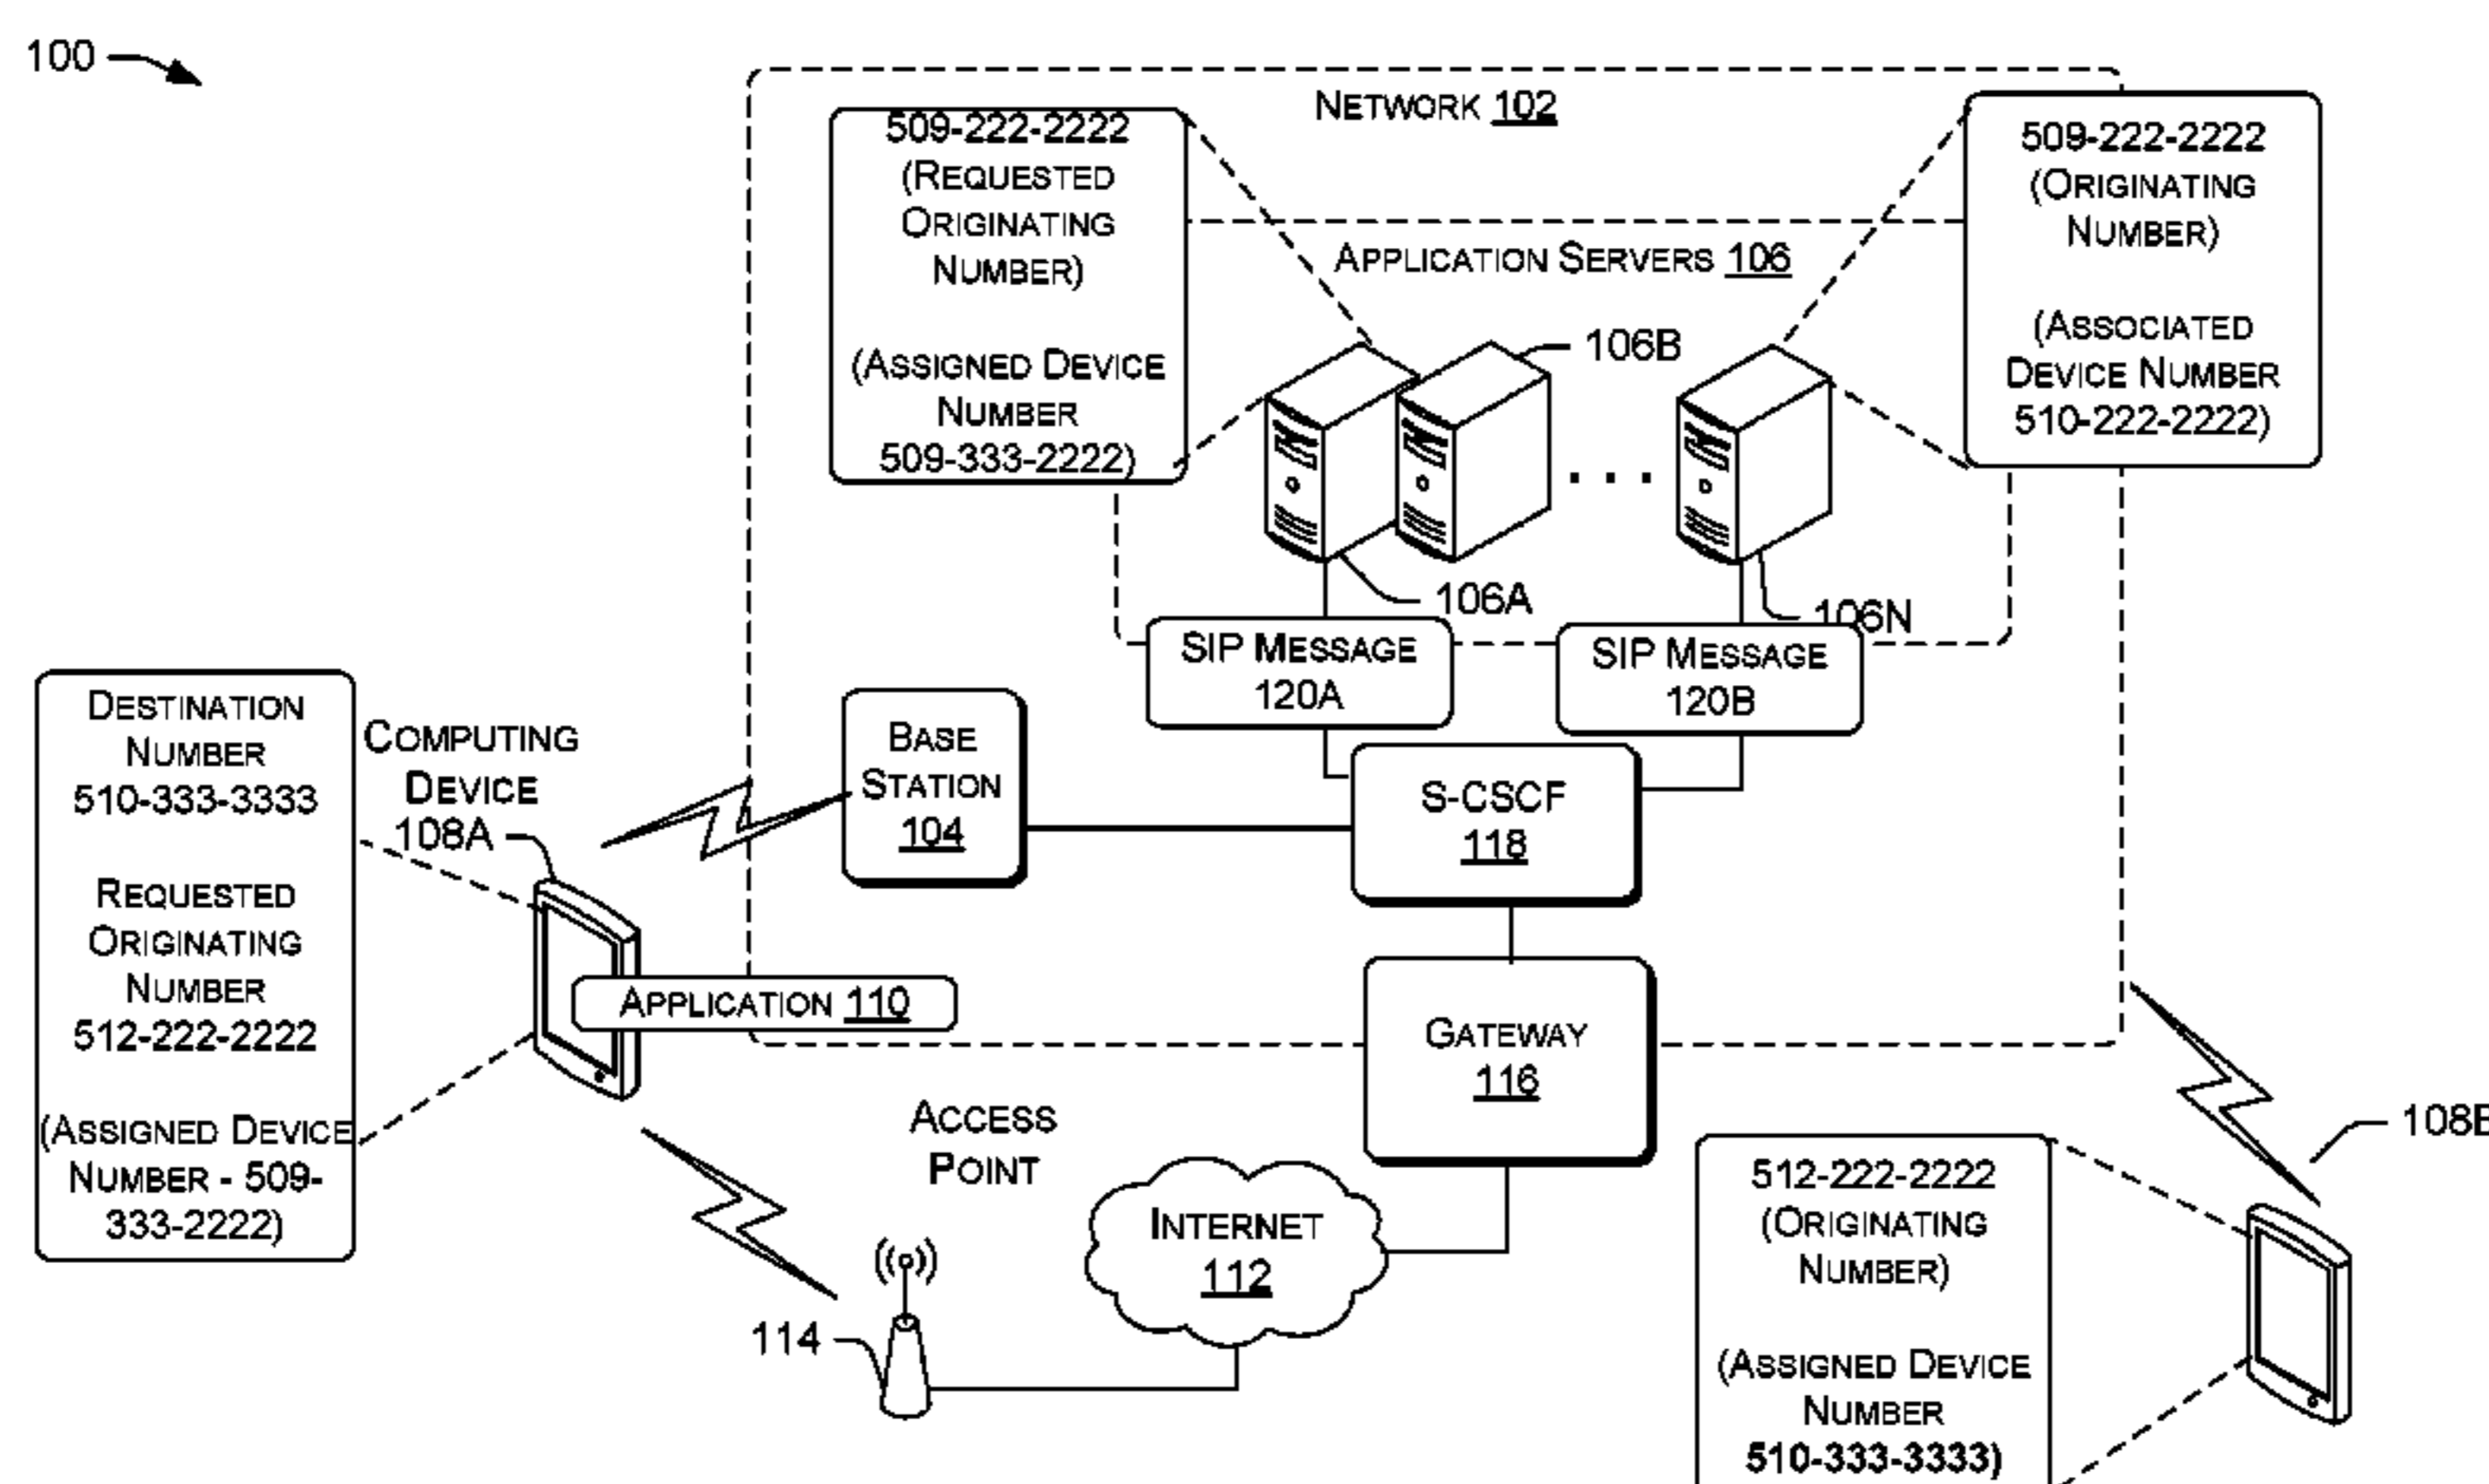 100
NETWORK 102
509-222-2222
(REQUESTED
ORIGINATING
NUMBER)
(ASSIGNED DEVICE
NUMBER
509-333-2222)
509-222-2222
(ORIGINATING
NUMBER)
(ASSOCIATED
DEVICE NUMBER
510-222-2222)
APPLICATION SERVERS 106
106B
. . .
106A
106N
SIP MESSAGE
120A
SIP MESSAGE
120B
DESTINATION
NUMBER
510-333-3333
REQUESTED
ORIGINATING
NUMBER
512-222-2222
(ASSIGNED DEVICE
NUMBER - 509-
333-2222)
COMPUTING
DEVICE
108A
BASE
STATION
104
S-CSCF
118
APPLICATION 110
GATEWAY
116
ACCESS
POINT
INTERNET
112
114
108B
512-222-2222
(ORIGINATING
NUMBER)
(ASSIGNED DEVICE
NUMBER
510-333-3333)